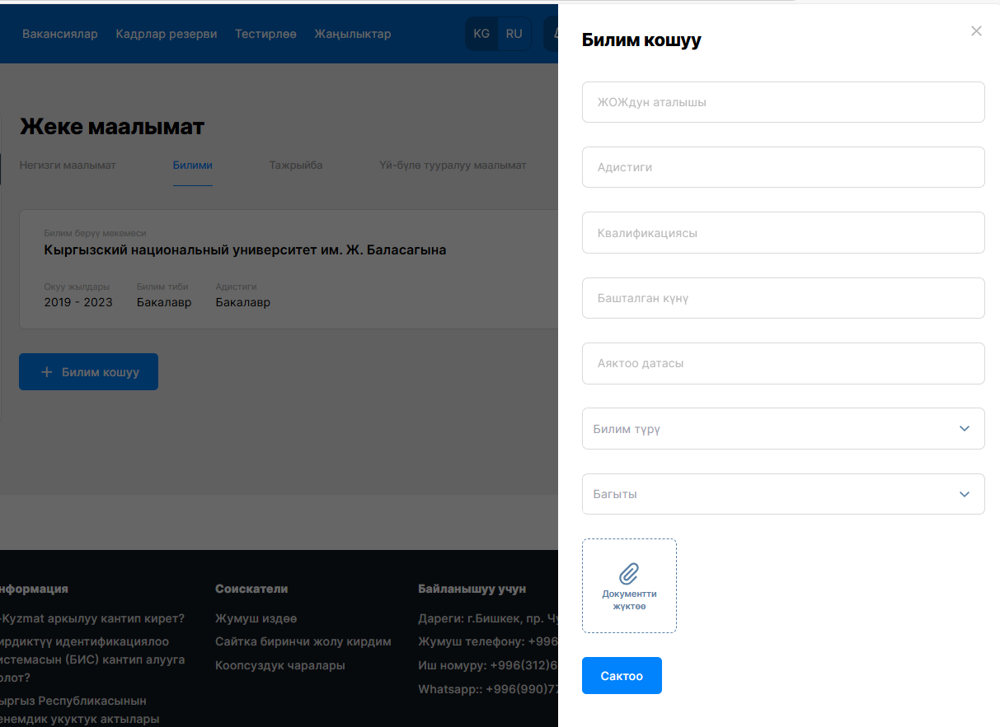 Вакансиялар Кадрлар резерви Тестирлөө Жаңылыктар KG RU
Жеке маалымат
Негизги маалымат Билими Тажрыйба Үй-бүлө тууралуу маалымат
Билим берүү мекемеси
Кыргызский национальный университет им. Ж. Баласагына
Окуу жылдары Билим тиби Адистиги
2019 - 2023 Бакалавр Бакалавр
Билим кошуу
нформация
-Kyzmat аркылуу кантип кирет?
ирдиктүү идентификациялоо
истемасын (БИС) кантип алууга
олот?
ыргыз Республикасынын
енемдик укуктук актылары
Соискатели
Жумуш издөө
Сайтка биринчи жолу кирдим
Коопсуздук чаралары
Байланышуу учун
Дареги: г.Бишкек, пр. Чу
Жумуш телефону: +996
Иш номуру: +996(312)6
Whatsapp:: +996(990)77
Билим кошуу
ЖОЖдун аталышы
Адистиги
Квалификациясы
Башталган күнү
Аяктоо датасы
Билим түрү
Багыты
Документти
жүктөө
Сактоо